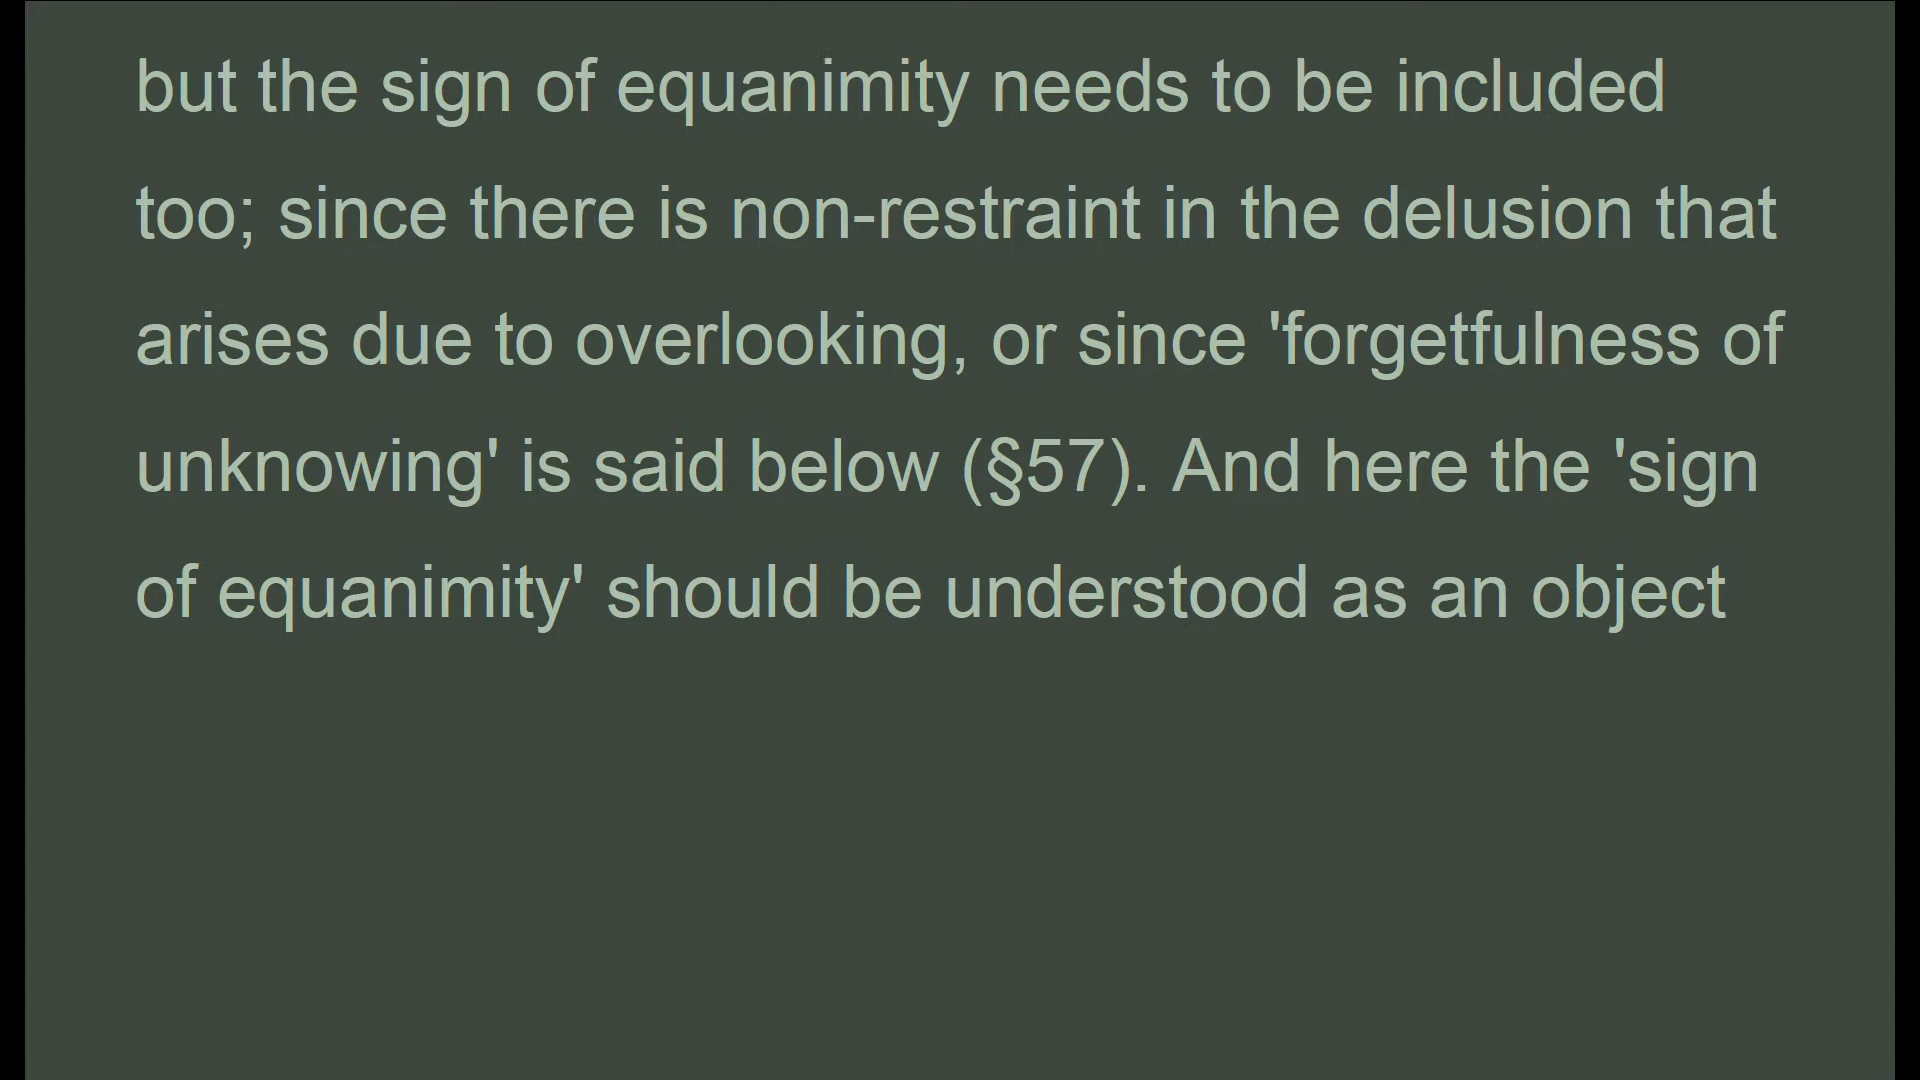 but the sign of equanimity needs to be included
too; since there is non-restraint in the delusion that
arises due to overlooking, or since 'forgetfulness of
unknowing' is said below (§57). And here the 'sign
of equanimity' should be understood as an object